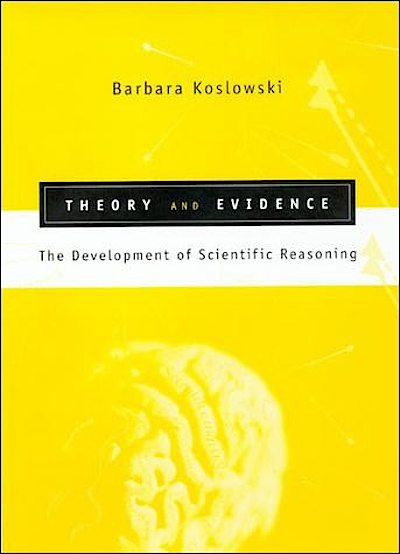 Barbara Koslowski
THEORY AND EVIDENCE
The Development of Scientific Reasoning